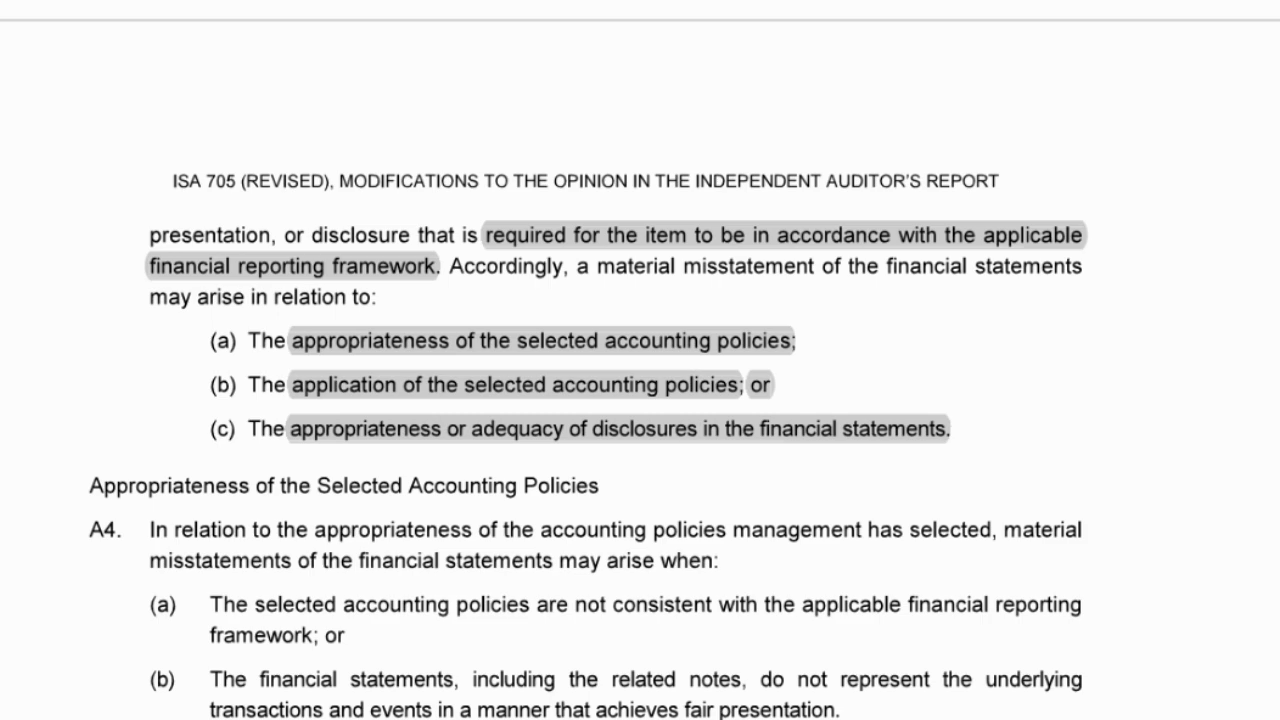 ISA 705 (REVISED), MODIFICATIONS TO THE OPINION IN THE INDEPENDENT AUDITOR'S REPORT
presentation, or disclosure that is required for the item to be in accordance with the applicable
financial reporting framework. Accordingly, a material misstatement of the financial statements
may arise in relation to:
(a) The appropriateness of the selected accounting policies;
(b) The application of the selected accounting policies; or
(c) The appropriateness or adequacy of disclosures in the financial statements.
Appropriateness of the Selected Accounting Policies
A4. In relation to the appropriateness of the accounting policies management has selected, material
misstatements of the financial statements may arise when:
(a) The selected accounting policies are not consistent with the applicable financial reporting
framework; or
(b) The financial statements, including the related notes, do not represent the underlying
transactions and events in a manner that achieves fair presentation.